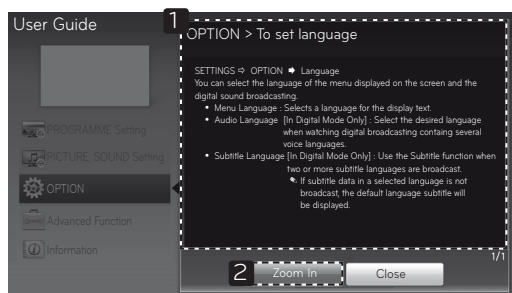 User Guide
1
OPTION > To set language
SETTINGS ⇨ OPTION ➡ Language
You can select the language of the menu displayed on the screen and the
digital sound broadcasting.
• Menu Language : Selects a language for the display text.
• Audio Language [In Digital Mode Only] : Select the desired language
when watching digital broadcasting containg several
voice languages.
• Subtitle Language [In Digital Mode Only] : Use the Subtitle function when
two or more subtitle languages are broadcast.
✎ If subtitle data in a selected language is not
broadcast, the default language subtitle will
be displayed.
PROGRAMME Setting
PICTURE, SOUND Setting
OPTION
Advanced Function
Information
1/1
2
Zoom In
Close